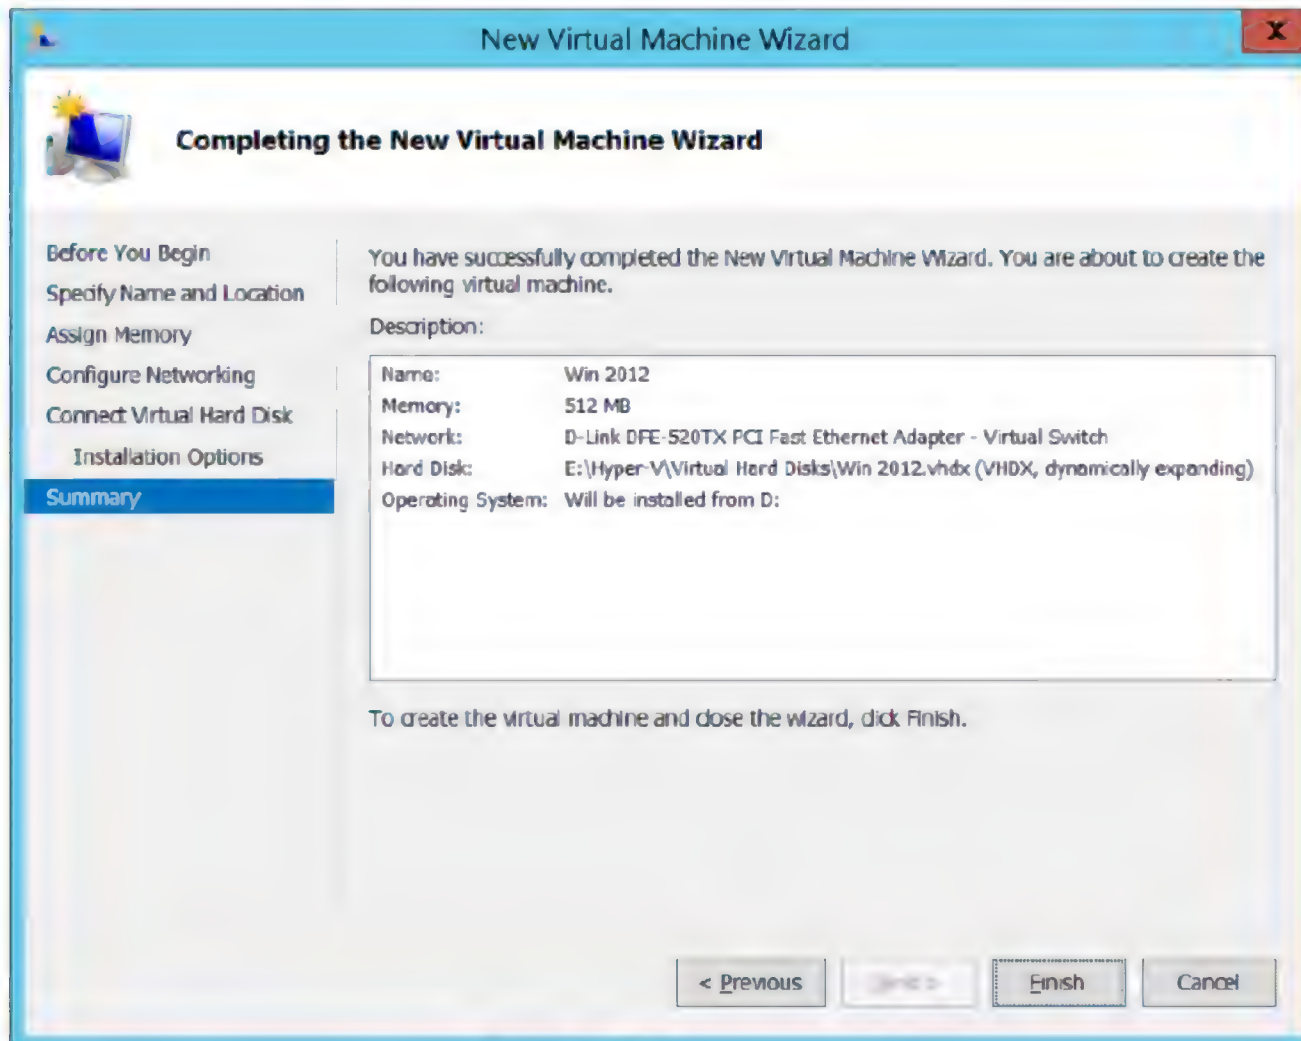 New Virtual Machine Wizard
X
Completing the New Virtual Machine Wizard
Before You Begin
Specify Name and Location
Assign Memory
Configure Networking
Connect Virtual Hard Disk
Installation Options
Summary
You have successfully completed the New Virtual Machine Wizard. You are about to create the
following virtual machine.
Description:
Name: Win 2012
Memory: 512 MB
Network: D-Link DFE-520TX PCI Fast Ethernet Adapter - Virtual Switch
Hard Disk: E:\Hyper-V\Virtual Hard Disks\Win 2012.vhdx (VHDX, dynamically expanding)
Operating System: Will be installed from D:
To create the virtual machine and close the wizard, click Finish.
< Previous
Finish
Cancel